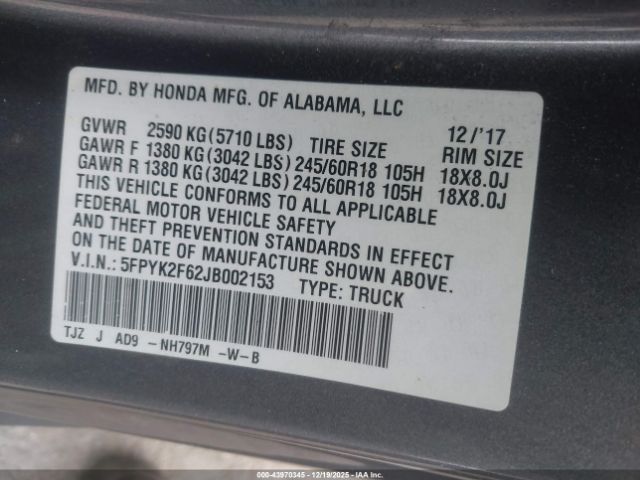 MFD. BY HONDA MFG. OF ALABAMA, LLC
GVWR 2590 KG(5710 LBS) TIRE SIZE 12/'17 RIM SIZE
GAWR F 1380 KG(3042 LBS) 245/60R18 105H 18X8.0J
GAWR R 1380 KG(3042 LBS) 245/60R18 105H 18X8.0J
THIS VEHICLE CONFORMS TO ALL APPLICABLE
FEDERAL MOTOR VEHICLE SAFETY
AND THEFT PREVENTION STANDARDS IN EFFECT
ON THE DATE OF MANUFACTURE SHOWN ABOVE.
V.I.N.: 5FPYK2F62JB002153 TYPE: TRUCK
TJZ J AD9 -NH797M -W-B
© IAA - 43970345 - 12/19/2025 - IAAI.COM